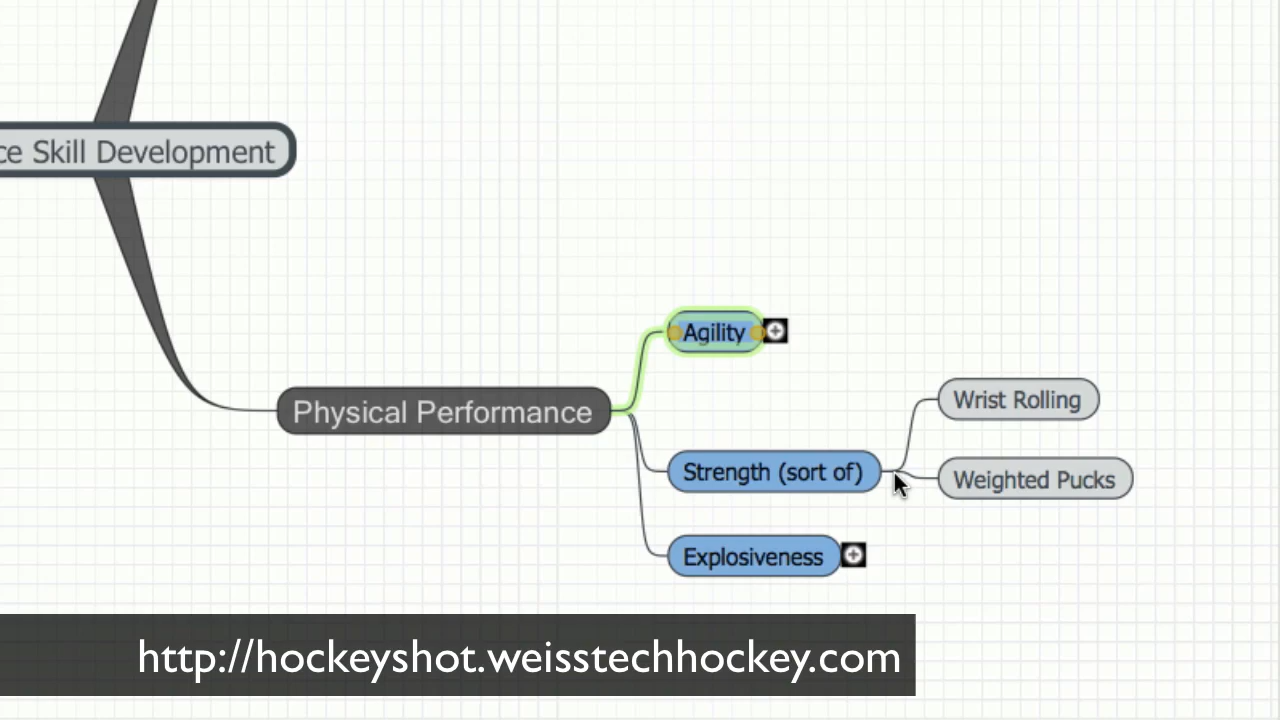 ce Skill Development
Agility
Physical Performance
Wrist Rolling
Strength (sort of)
Weighted Pucks
Explosiveness
http://hockeyshot.weisstechhockey.com